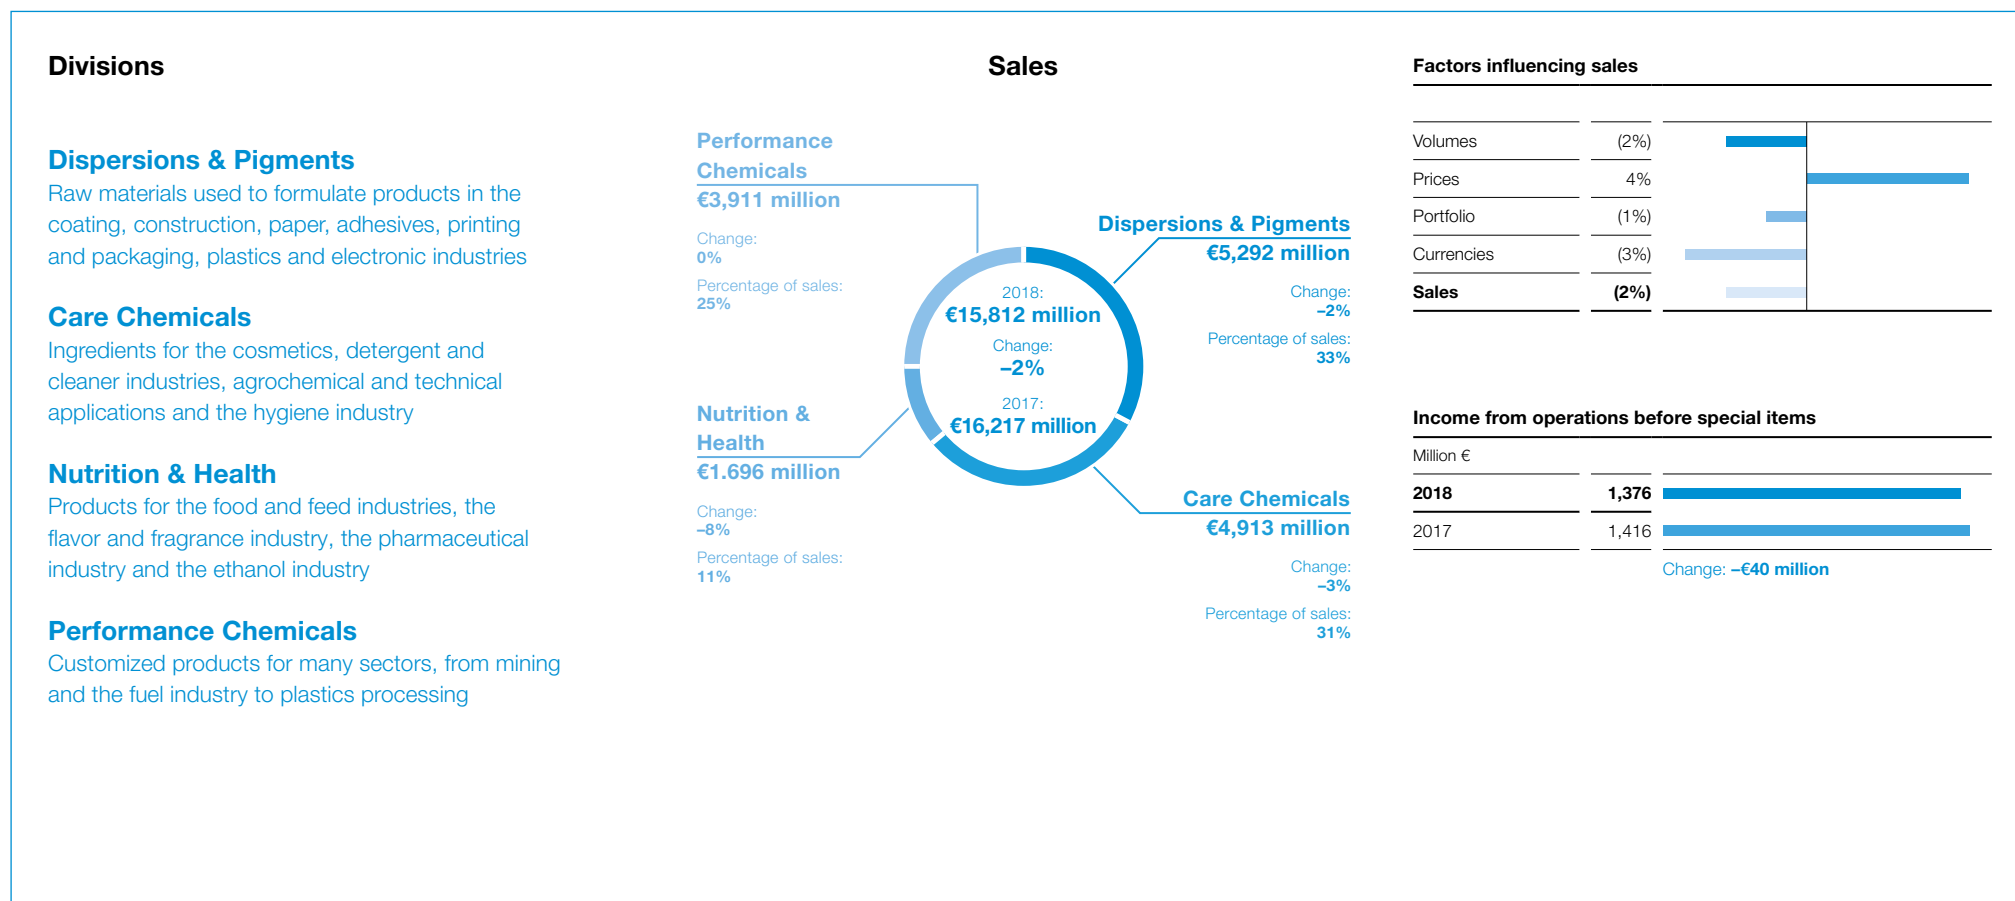 Divisions
Dispersions & Pigments
Raw materials used to formulate products in the
coating, construction, paper, adhesives, printing
and packaging, plastics and electronic industries
Care Chemicals
Ingredients for the cosmetics, detergent and
cleaner industries, agrochemical and technical
applications and the hygiene industry
Nutrition & Health
Products for the food and feed industries, the
flavor and fragrance industry, the pharmaceutical
industry and the ethanol industry
Performance Chemicals
Customized products for many sectors, from mining
and the fuel industry to plastics processing
Sales
Performance
Chemicals
€3,911 million
Change:
0%
Percentage of sales:
25%
Nutrition &
Health
€1.696 million
Change:
–8%
Percentage of sales:
11%
2018:
€15,812 million
Change:
–2%
2017:
€16,217 million
Dispersions & Pigments
€5,292 million
Change:
–2%
Percentage of sales:
33%
Care Chemicals
€4,913 million
Change:
–3%
Percentage of sales:
31%
Factors influencing sales
Volumes (2%)
Prices 4%
Portfolio (1%)
Currencies (3%)
Sales (2%)
Income from operations before special items
Million €
2018 1,376
2017 1,416
Change: –€40 million